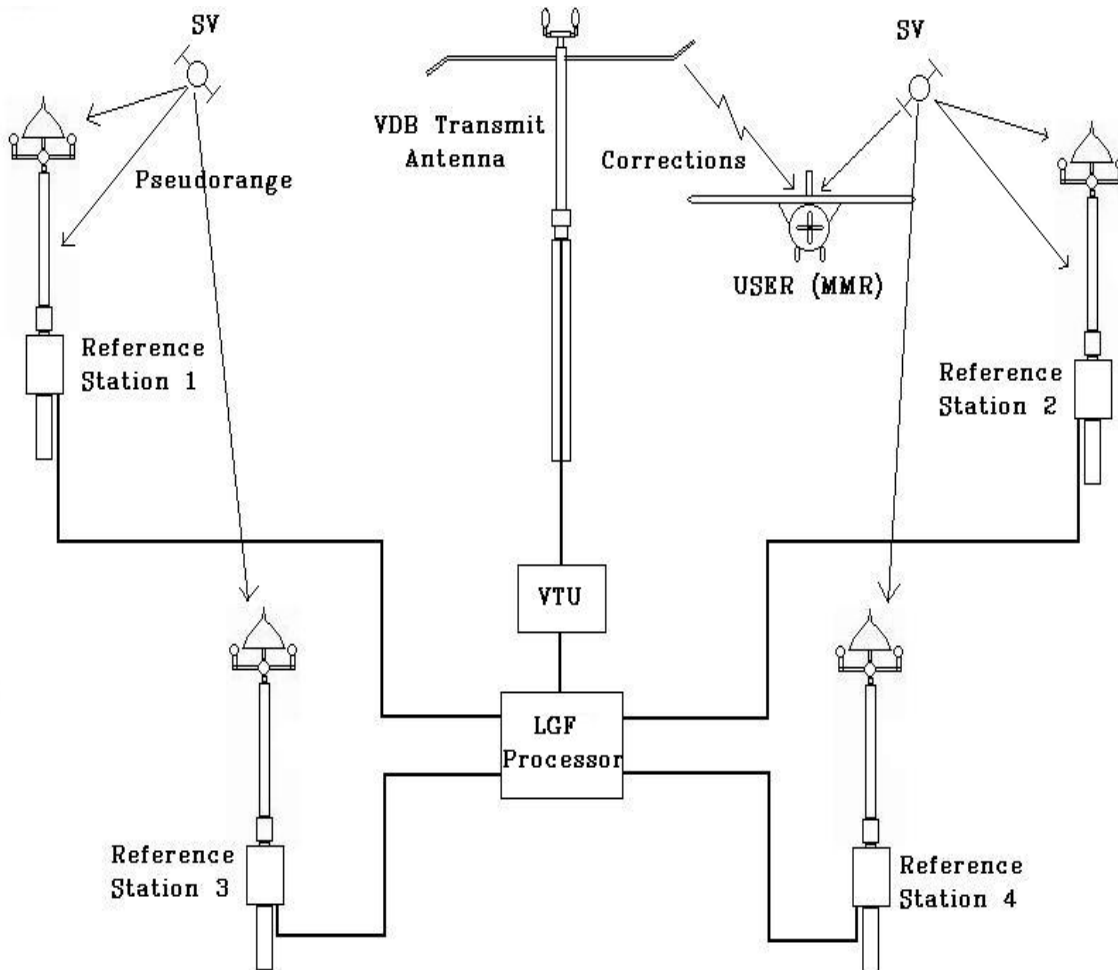 SV
SV
VDB Transmit
Antenna
Corrections
Pseudorange
USER (MMR)
Reference
Station 1
Reference
Station 2
VTU
LGF
Processor
Reference
Station 3
Reference
Station 4